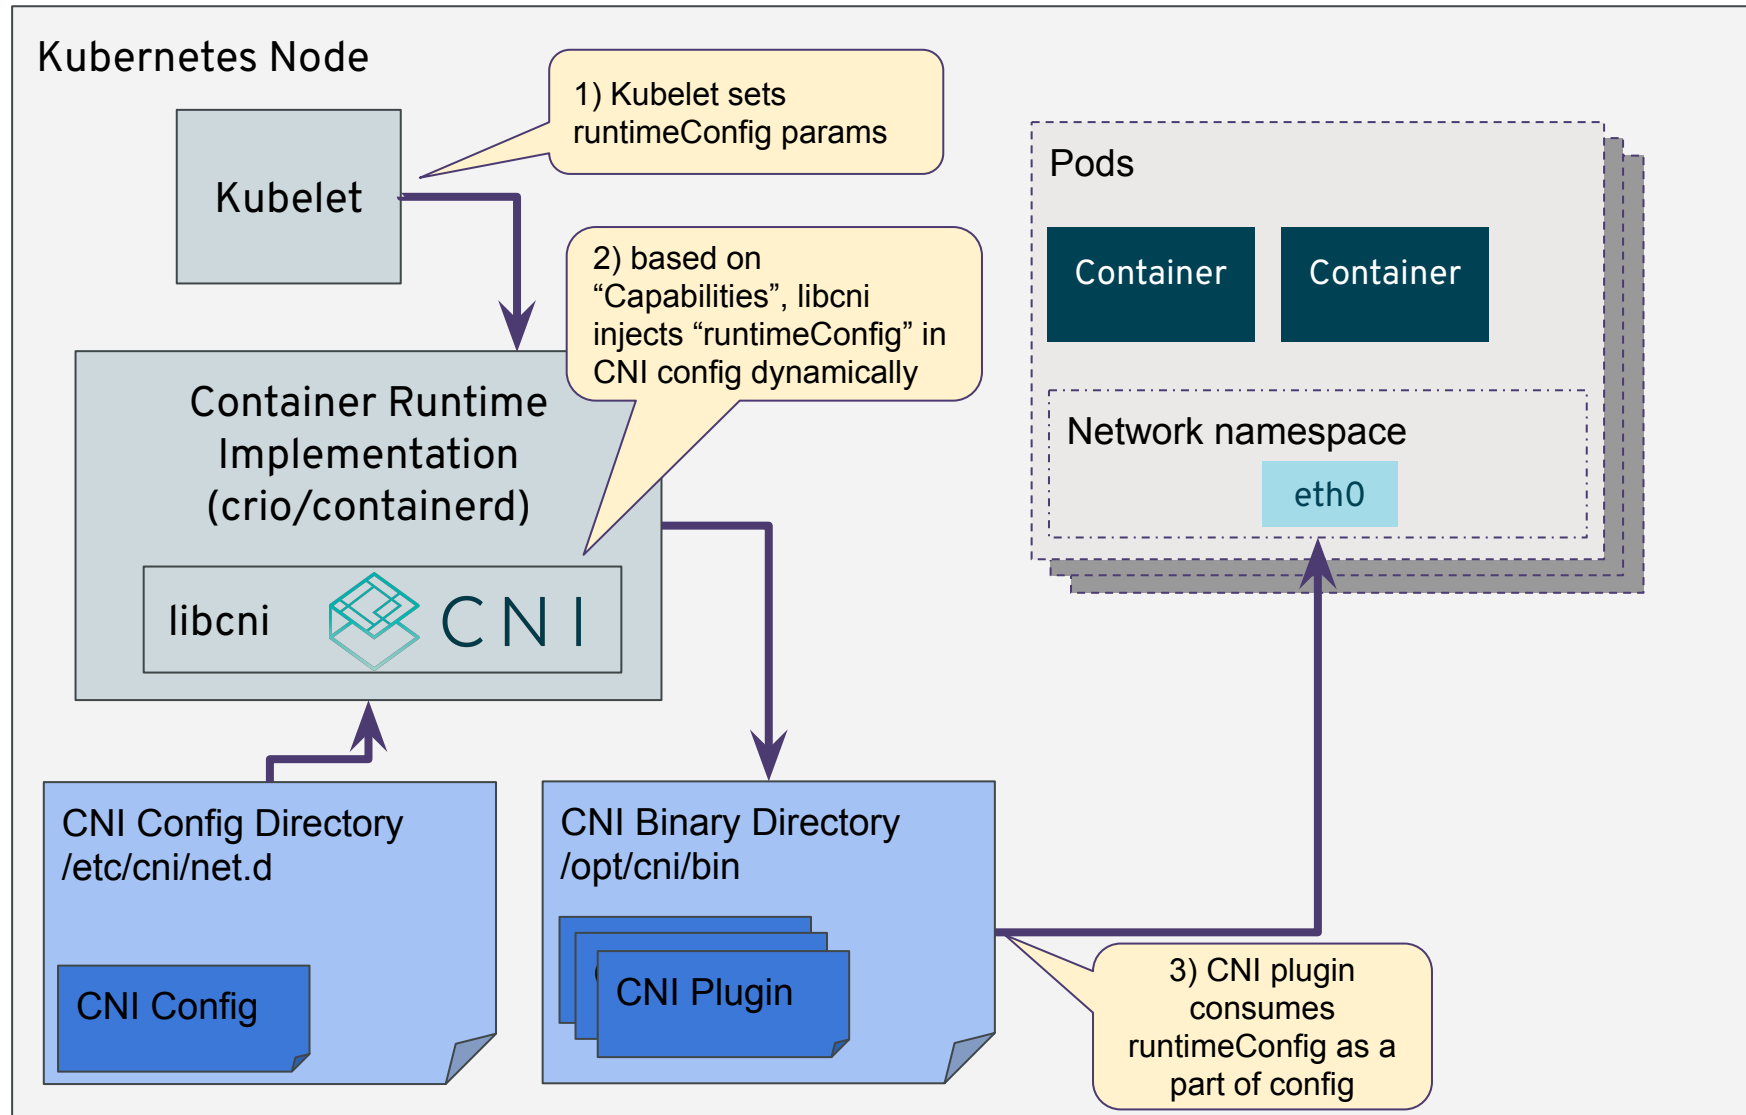 Kubernetes Node
1) Kubelet sets
runtimeConfig params
Kubelet
2) based on
“Capabilities”, libcni
injects “runtimeConfig” in
CNI config dynamically
Container Runtime
Implementation
(crio/containerd)
libcni
CNI
Pods
Container
Container
Network namespace
eth0
CNI Config Directory
/etc/cni/net.d
CNI Config
CNI Binary Directory
/opt/cni/bin
CNI Plugin
3) CNI plugin
consumes
runtimeConfig as a
part of config